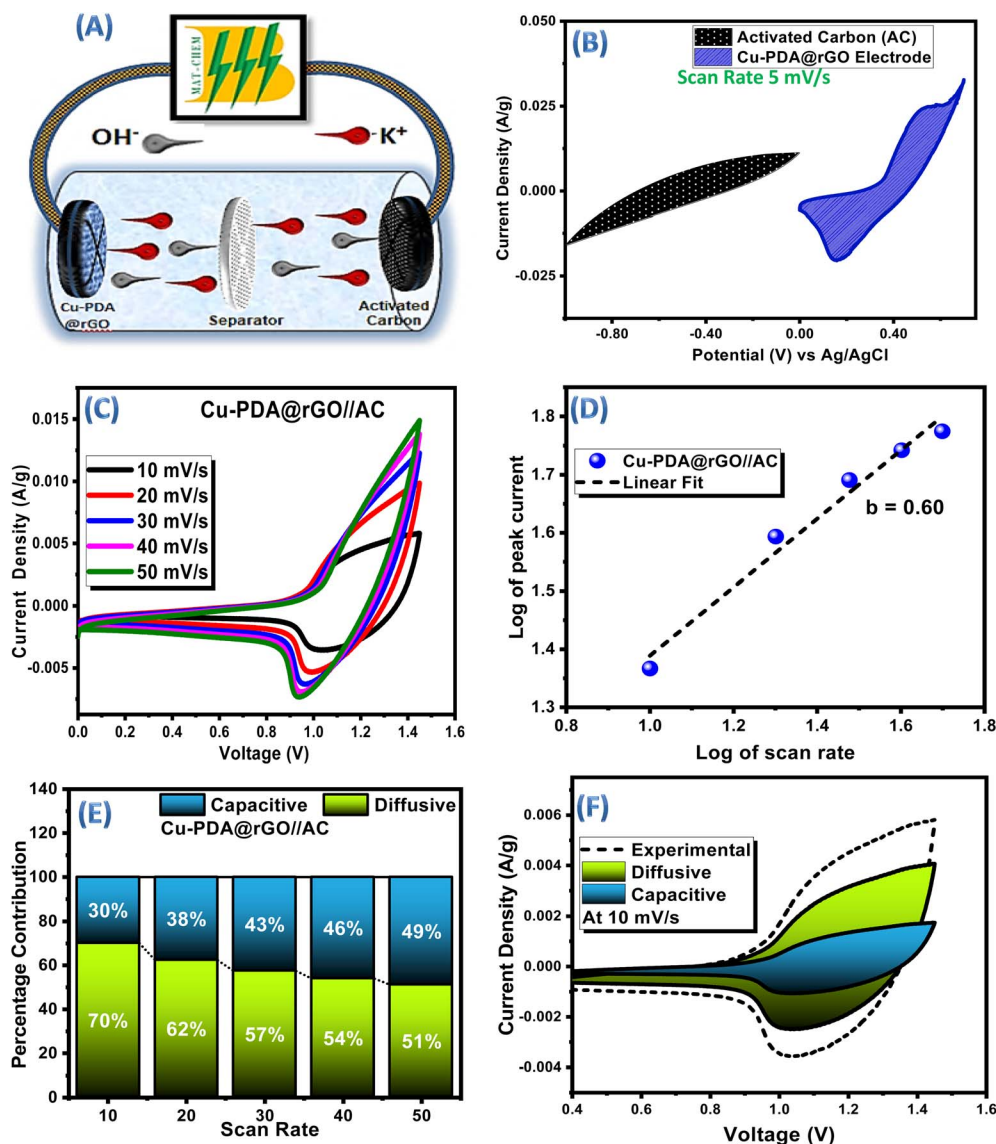 (A)
MAT-CHEM
OH-
K+
Cu-PDA
@rGO
Separator
Activated
Carbon
(B)
Activated Carbon (AC)
Cu-PDA@rGO Electrode
Scan Rate 5 mV/s
Current Density (A/g)
0.050
0.025
0.000
-0.025
-0.80
-0.40
0.00
0.40
Potential (V) vs Ag/AgCl
(C)
Cu-PDA@rGO//AC
10 mV/s
20 mV/s
30 mV/s
40 mV/s
50 mV/s
Current Density (A/g)
0.015
0.010
0.005
0.000
-0.005
0.0
0.2
0.4
0.6
0.8
1.0
1.2
1.4
1.6
Voltage (V)
(D)
Cu-PDA@rGO//AC
Linear Fit
b = 0.60
Log of peak current
1.8
1.7
1.6
1.5
1.4
1.3
0.8
1.0
1.2
1.4
1.6
1.8
Log of scan rate
(E)
Capacitive
Diffusive
Cu-PDA@rGO//AC
Percentage Contribution
140
120
100
80
60
40
20
0
30%
38%
43%
46%
49%
70%
62%
57%
54%
51%
10
20
30
40
50
Scan Rate
(F)
Experimental
Diffusive
Capacitive
At 10 mV/s
Current Density (A/g)
0.006
0.004
0.002
0.000
-0.002
-0.004
0.4
0.6
0.8
1.0
1.2
1.4
1.6
Voltage (V)